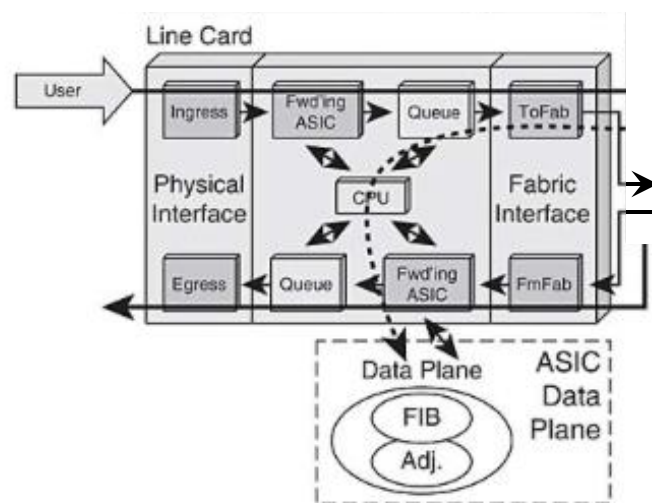 Line Card
User
Ingress
Fwd'ing
ASIC
Queue
ToFab
Physical
Interface
CPU
Fabric
Interface
Egress
Queue
Fwd'ing
ASIC
FmFab
Data Plane
FIB
Adj.
ASIC
Data
Plane